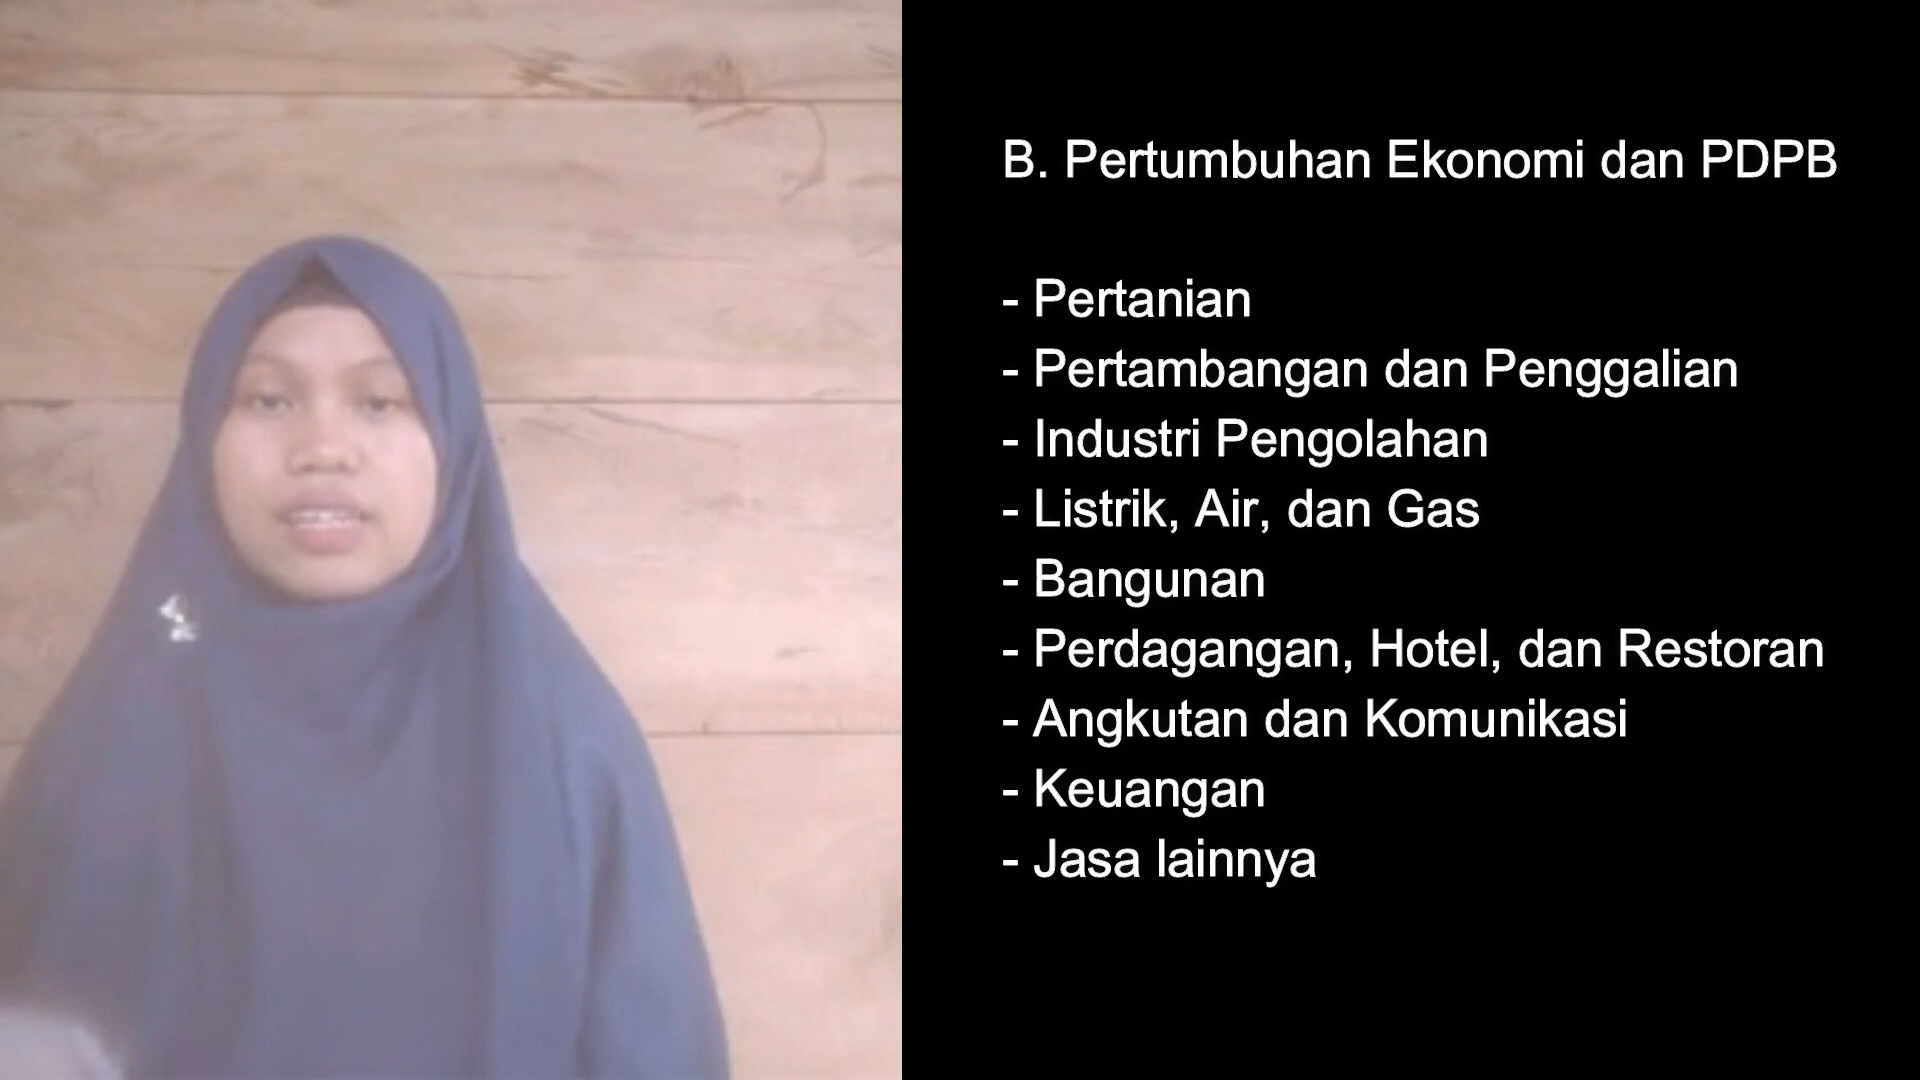 B. Pertumbuhan Ekonomi dan PDPB
- Pertanian
- Pertambangan dan Penggalian
- Industri Pengolahan
- Listrik, Air, dan Gas
- Bangunan
- Perdagangan, Hotel, dan Restoran
- Angkutan dan Komunikasi
- Keuangan
- Jasa lainnya